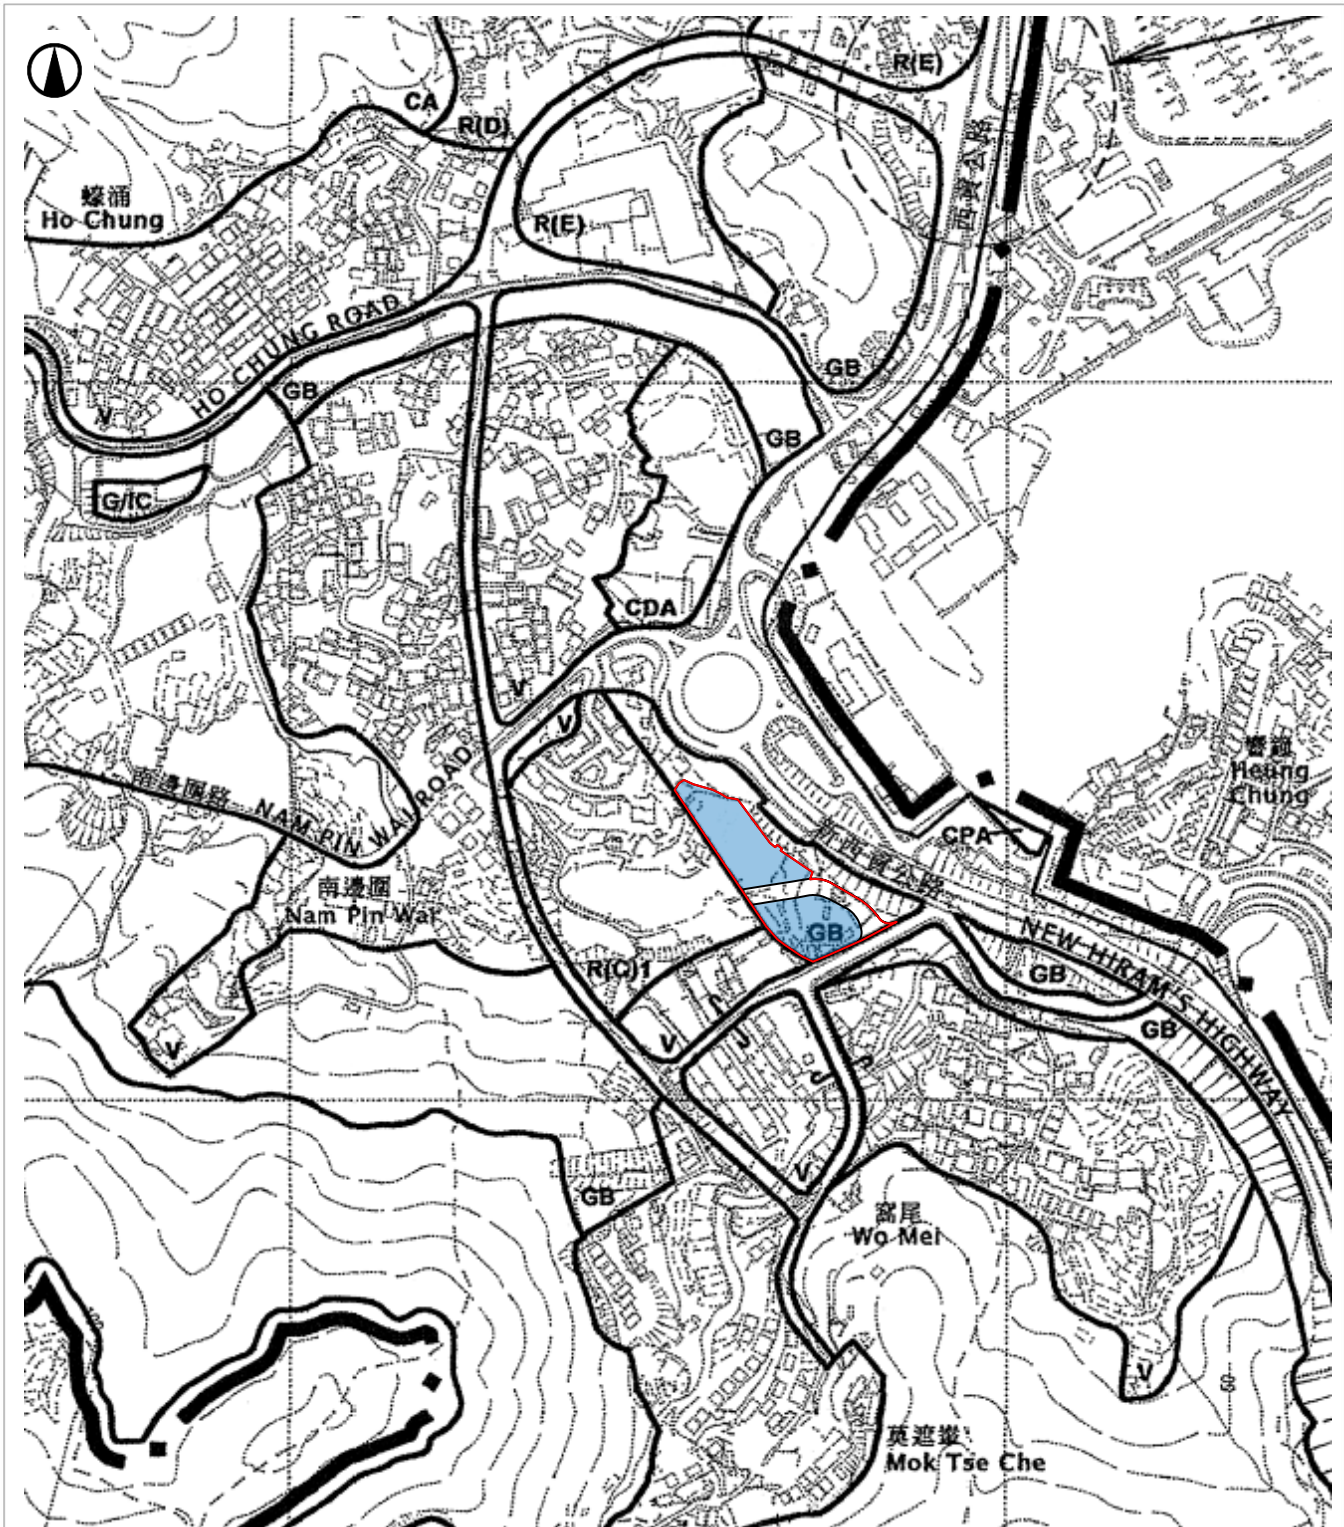 R(E)
CA
R(D)
蠔涌
Ho Chung
R(E)
西貢公路
HO CHUNG ROAD
GB
V
GB
GB
G/IC
CDA
V
V
響鐘
Heung
Chung
南邊圍路
NAM PIN WAI ROAD
CPA
新西貢公路
南邊圍
Nam Pin Wai
GB
NEW HIRAM'S HIGHWAY
R(C)1
GB
GB
V
V
V
GB
窩尾
Wo Mei
V
莫遮輋
Mok Tse Che